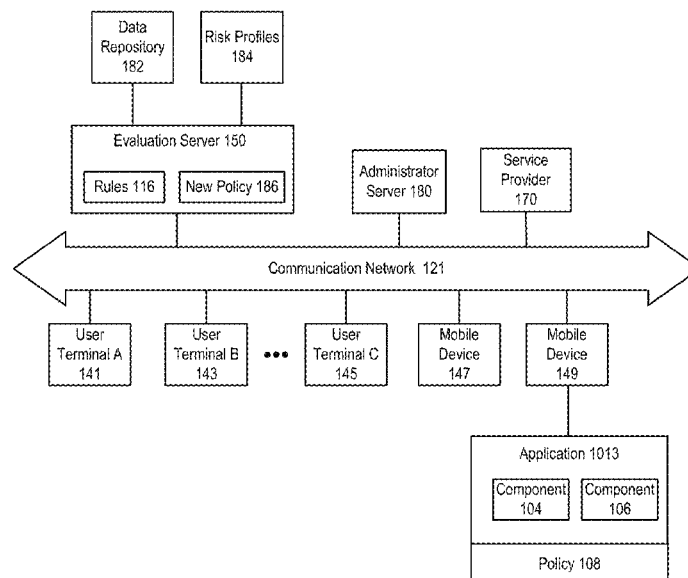 Data
Repository
182
Risk Profiles
184
Evaluation Server 150
Rules 116
New Policy 186
Administrator
Server 180
Service
Provider
170
Communication Network 121
User
Terminal A
141
User
Terminal B
143
User
Terminal C
145
Mobile
Device
147
Mobile
Device
149
Application 1013
Component
104
Component
106
Policy 108